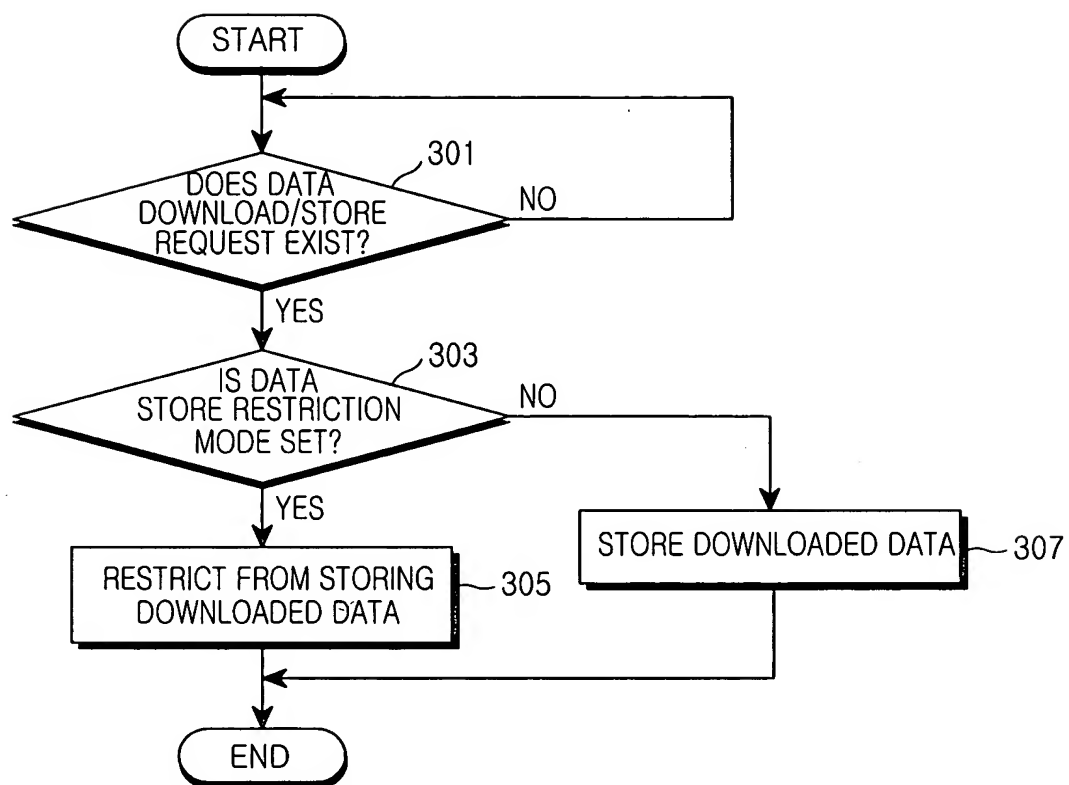 START
301
DOES DATA
DOWNLOAD/STORE
REQUEST EXIST?
NO
YES
303
IS DATA
STORE RESTRICTION
MODE SET?
NO
YES
STORE DOWNLOADED DATA
307
RESTRICT FROM STORING
DOWNLOADED DATA
305
END